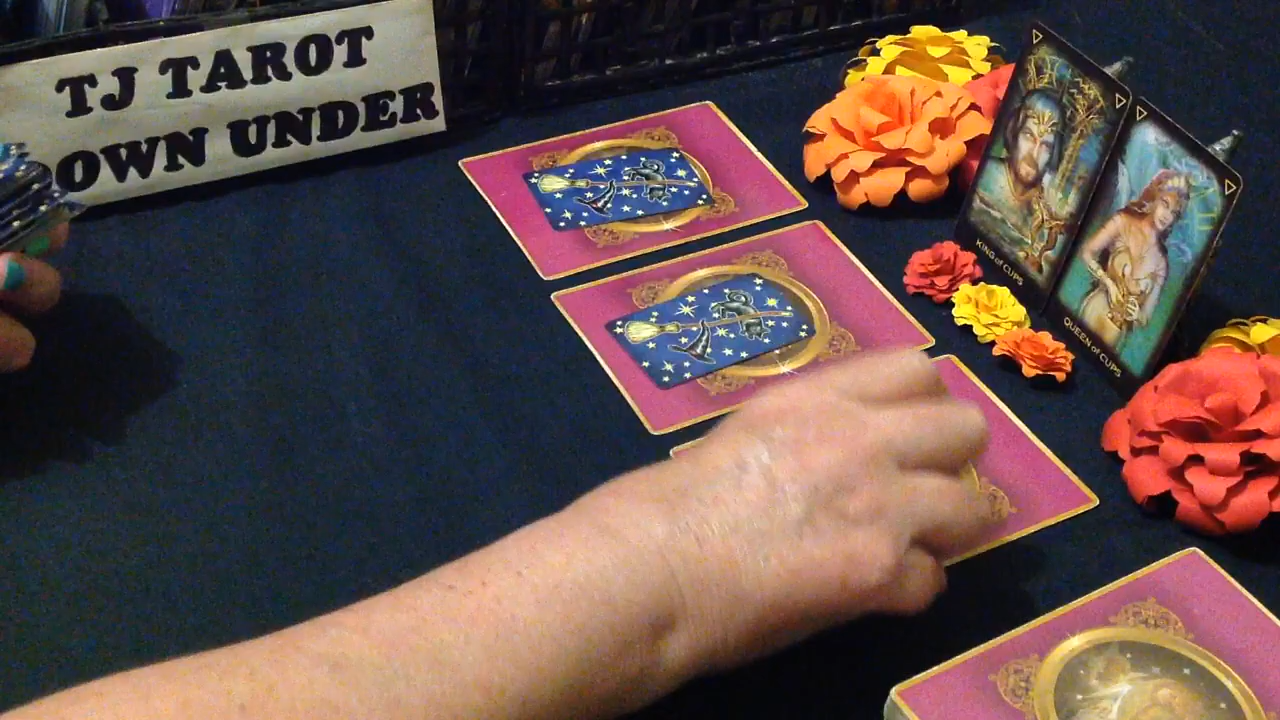 TJ TAROT
OWN UNDER
KING of CUPS
QUEEN of CUPS